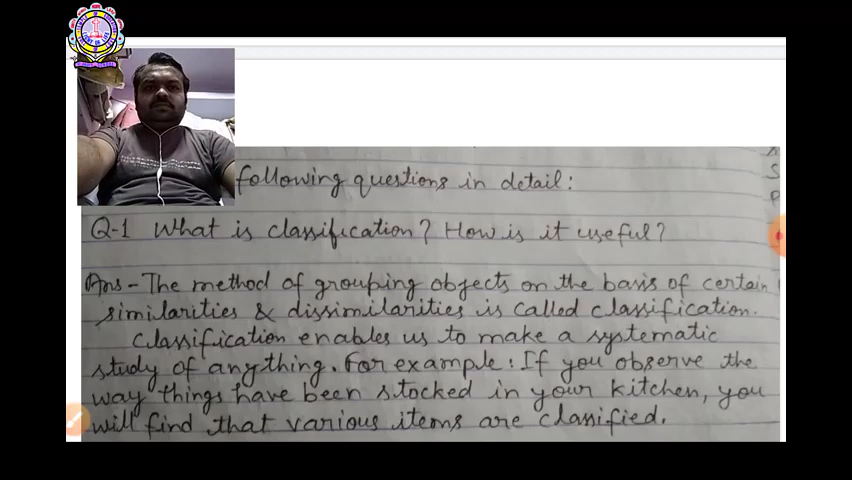 following questions in detail:
Q-1 What is classification? How is it useful?
Ans - The method of grouping objects on the basis of certain
similarities & dissimilarities is called classification.
Classification enables us to make a systematic
study of anything. For example: If you observe the
way things have been stocked in your kitchen, you
will find that various items are classified.